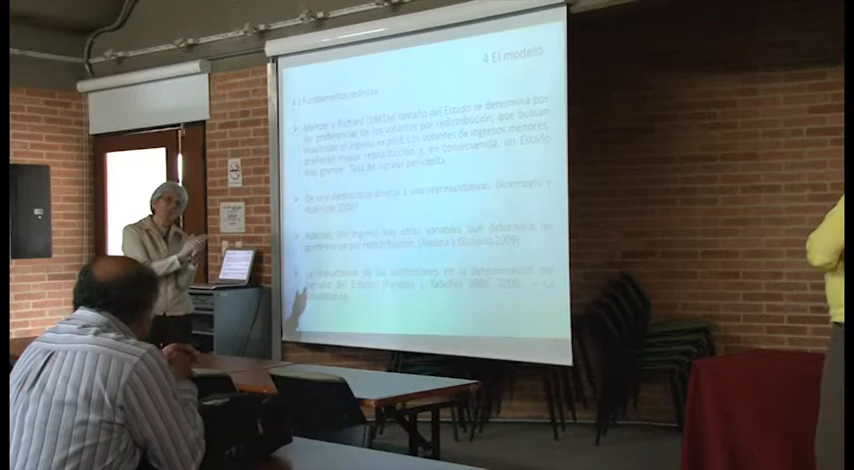 4 El modelo
4.1 Fundamentos teóricos
Meltzer y Richard (1981)el tamaño del Estado se determina por
las preferencias de los votantes por redistribución, que buscan
maximizar el ingreso ex post. Los votantes de ingresos menores,
prefieren mayor redistribución y, en consecuencia, un Estado
más grande. Tasa de ingreso per-cápita
De una democracia directa a una representativa. (Acemoglu y
Robinson 2006)
Además del ingreso hay otras variables que determinan las
preferencias por redistribución. (Alesina y Giuliano 2009)
La importancia de las instituciones en la determinación del
tamaño del Estado (Persson y Tabellini